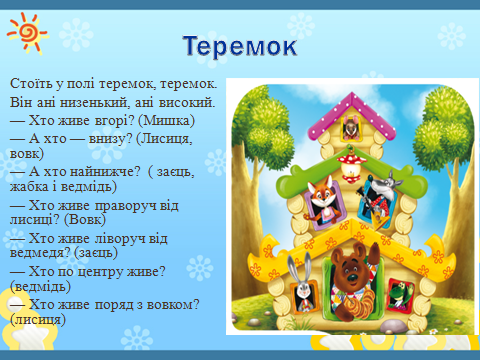 Теремок
Стоїть у полі теремок, теремок.
Він ані низенький, ані високий.
— Хто живе вгорі? (Мишка)
— А хто — внизу? (Лисиця,
вовк)
— А хто найнижче?  ( заєць,
жабка і ведмідь)
— Хто живе праворуч від
лисиці? (Вовк)
— Хто живе ліворуч від
ведмедя? (заєць)
— Хто по центру живе?
(ведмідь)
— Хто живе поряд з вовком?
(лисиця)